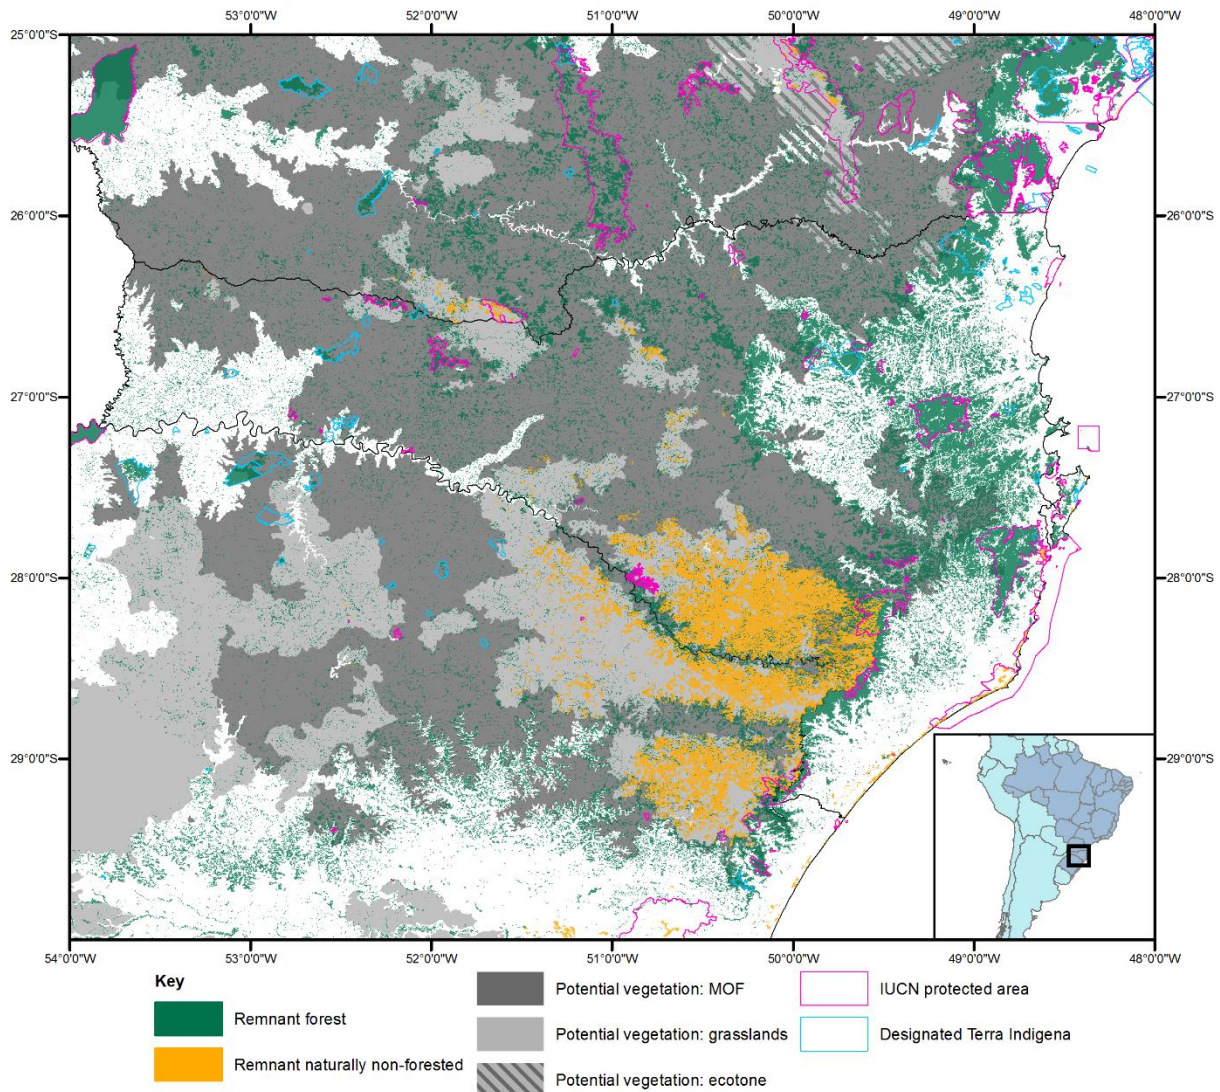 53°0'0"W 52°0'0"W 51°0'0"W 50°0'0"W 49°0'0"W 48°0'0"W
25°0'0"S 25°0'0"S
26°0'0"S 26°0'0"S
27°0'0"S 27°0'0"S
28°0'0"S 28°0'0"S
29°0'0"S 29°0'0"S
54°0'0"W 53°0'0"W 52°0'0"W 51°0'0"W 50°0'0"W 49°0'0"W 48°0'0"W
Key
Remnant forest
Remnant naturally non-forested
Potential vegetation: MOF
Potential vegetation: grasslands
Potential vegetation: ecotone
IUCN protected area
Designated Terra Indigena